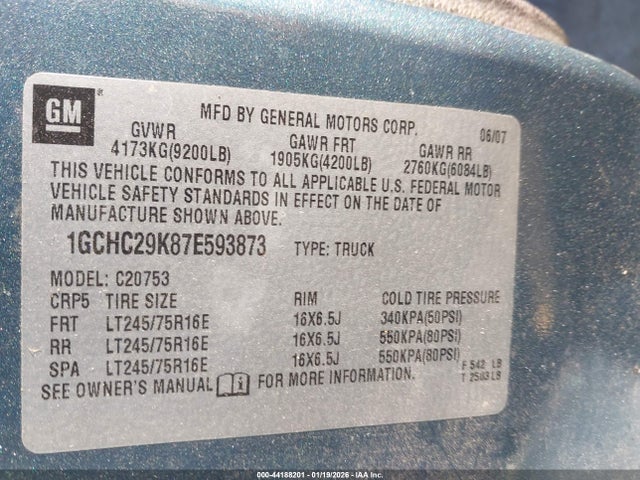 GM ®
MFD BY GENERAL MOTORS CORP. 06/07
GVWR GAWR FRT GAWR RR
4173KG(9200LB) 1905KG(4200LB) 2760KG(6084LB)
THIS VEHICLE CONFORMS TO ALL APPLICABLE U.S. FEDERAL MOTOR
VEHICLE SAFETY STANDARDS IN EFFECT ON THE DATE OF
MANUFACTURE SHOWN ABOVE.
1GCHC29K87E593873 TYPE: TRUCK
MODEL: C20753
CRP5 TIRE SIZE RIM COLD TIRE PRESSURE
FRT LT245/75R16E 16X6.5J 340KPA(50PSI)
RR LT245/75R16E 16X6.5J 550KPA(80PSI)
SPA LT245/75R16E 16X6.5J 550KPA(80PSI)
SEE OWNER'S MANUAL FOR MORE INFORMATION.
F 542 LB
T 2503 LB
000-44188201 - 01/19/2026 - IAA Inc.